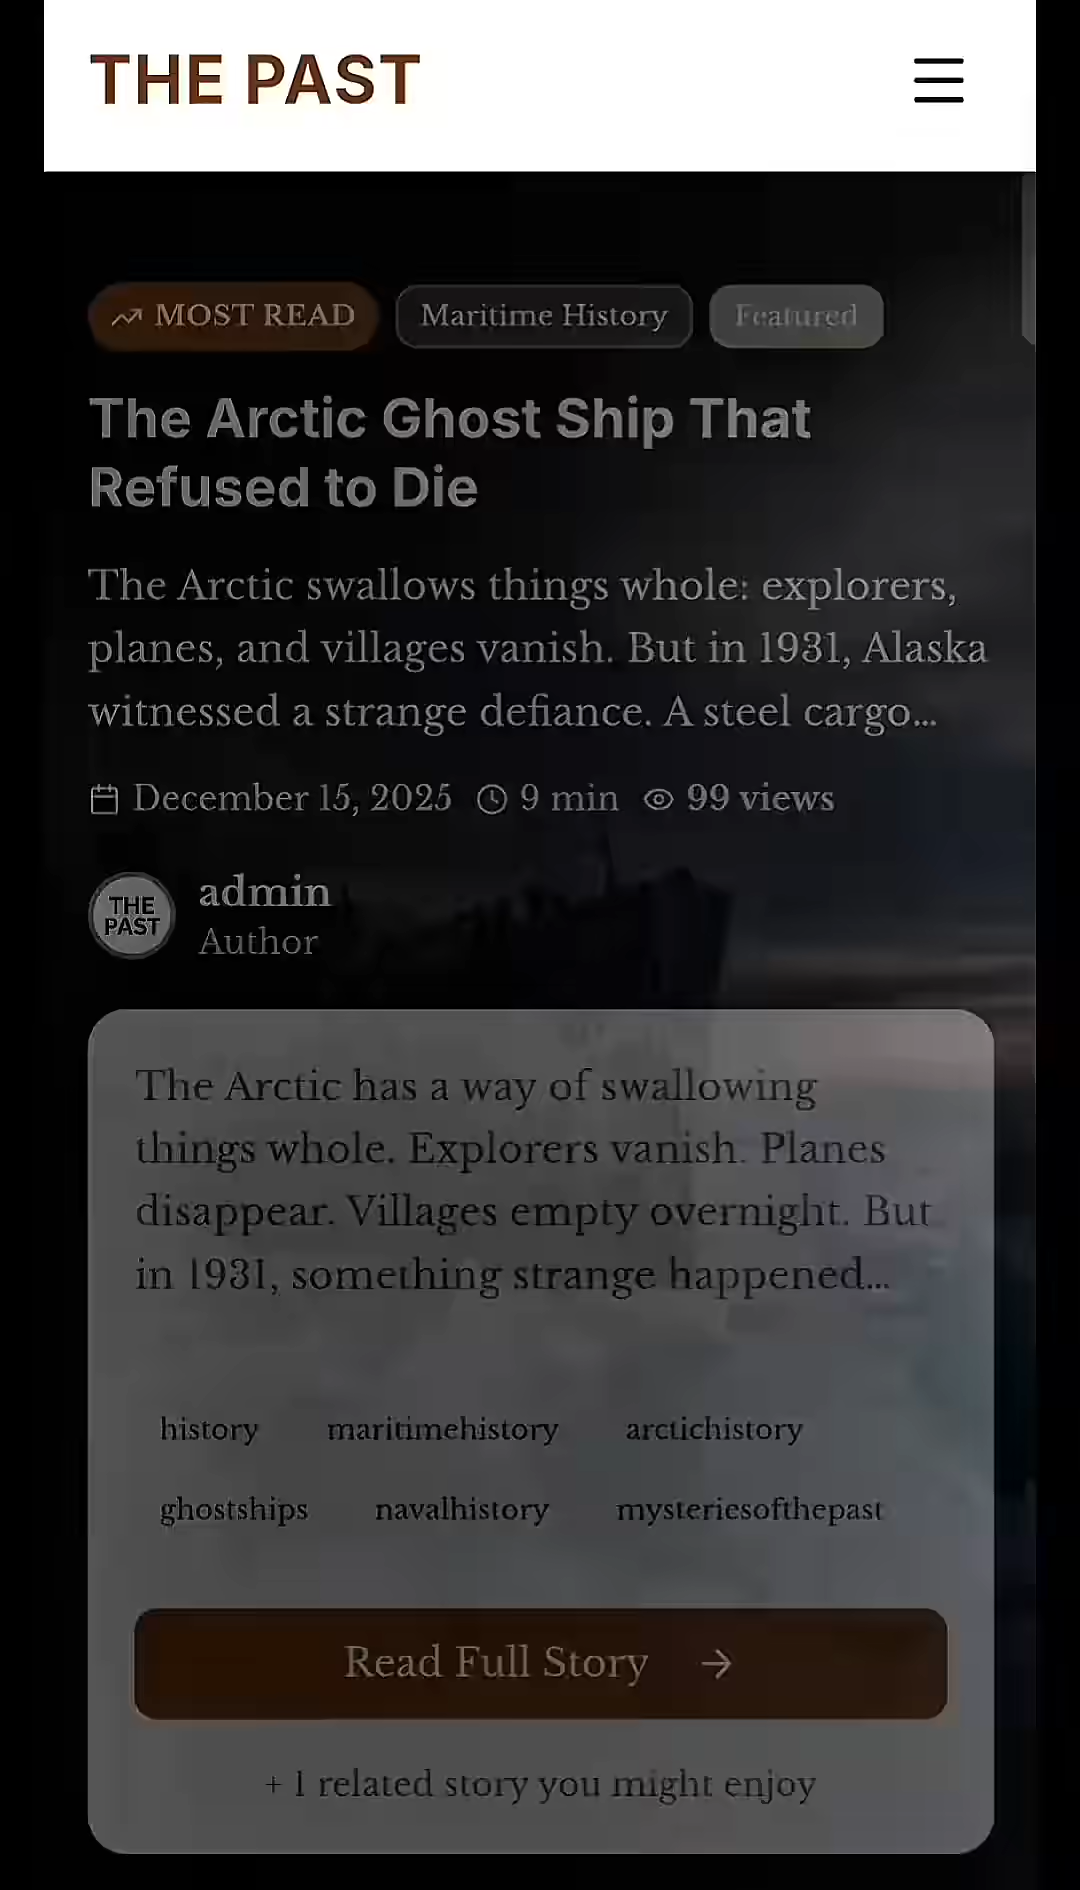 THE PAST
MOST READ
Maritime History
Featured
The Arctic Ghost Ship That
Refused to Die
The Arctic swallows things whole: explorers,
planes, and villages vanish. But in 1931, Alaska
witnessed a strange defiance. A steel cargo...
December 15, 2025 9 min 99 views
THE
PAST
admin
Author
The Arctic has a way of swallowing
things whole. Explorers vanish. Planes
disappear. Villages empty overnight. But
in 1931, something strange happened...
history maritimehistory arctichistory
ghostships navalhistory mysteriesofthepast
Read Full Story →
+ 1 related story you might enjoy